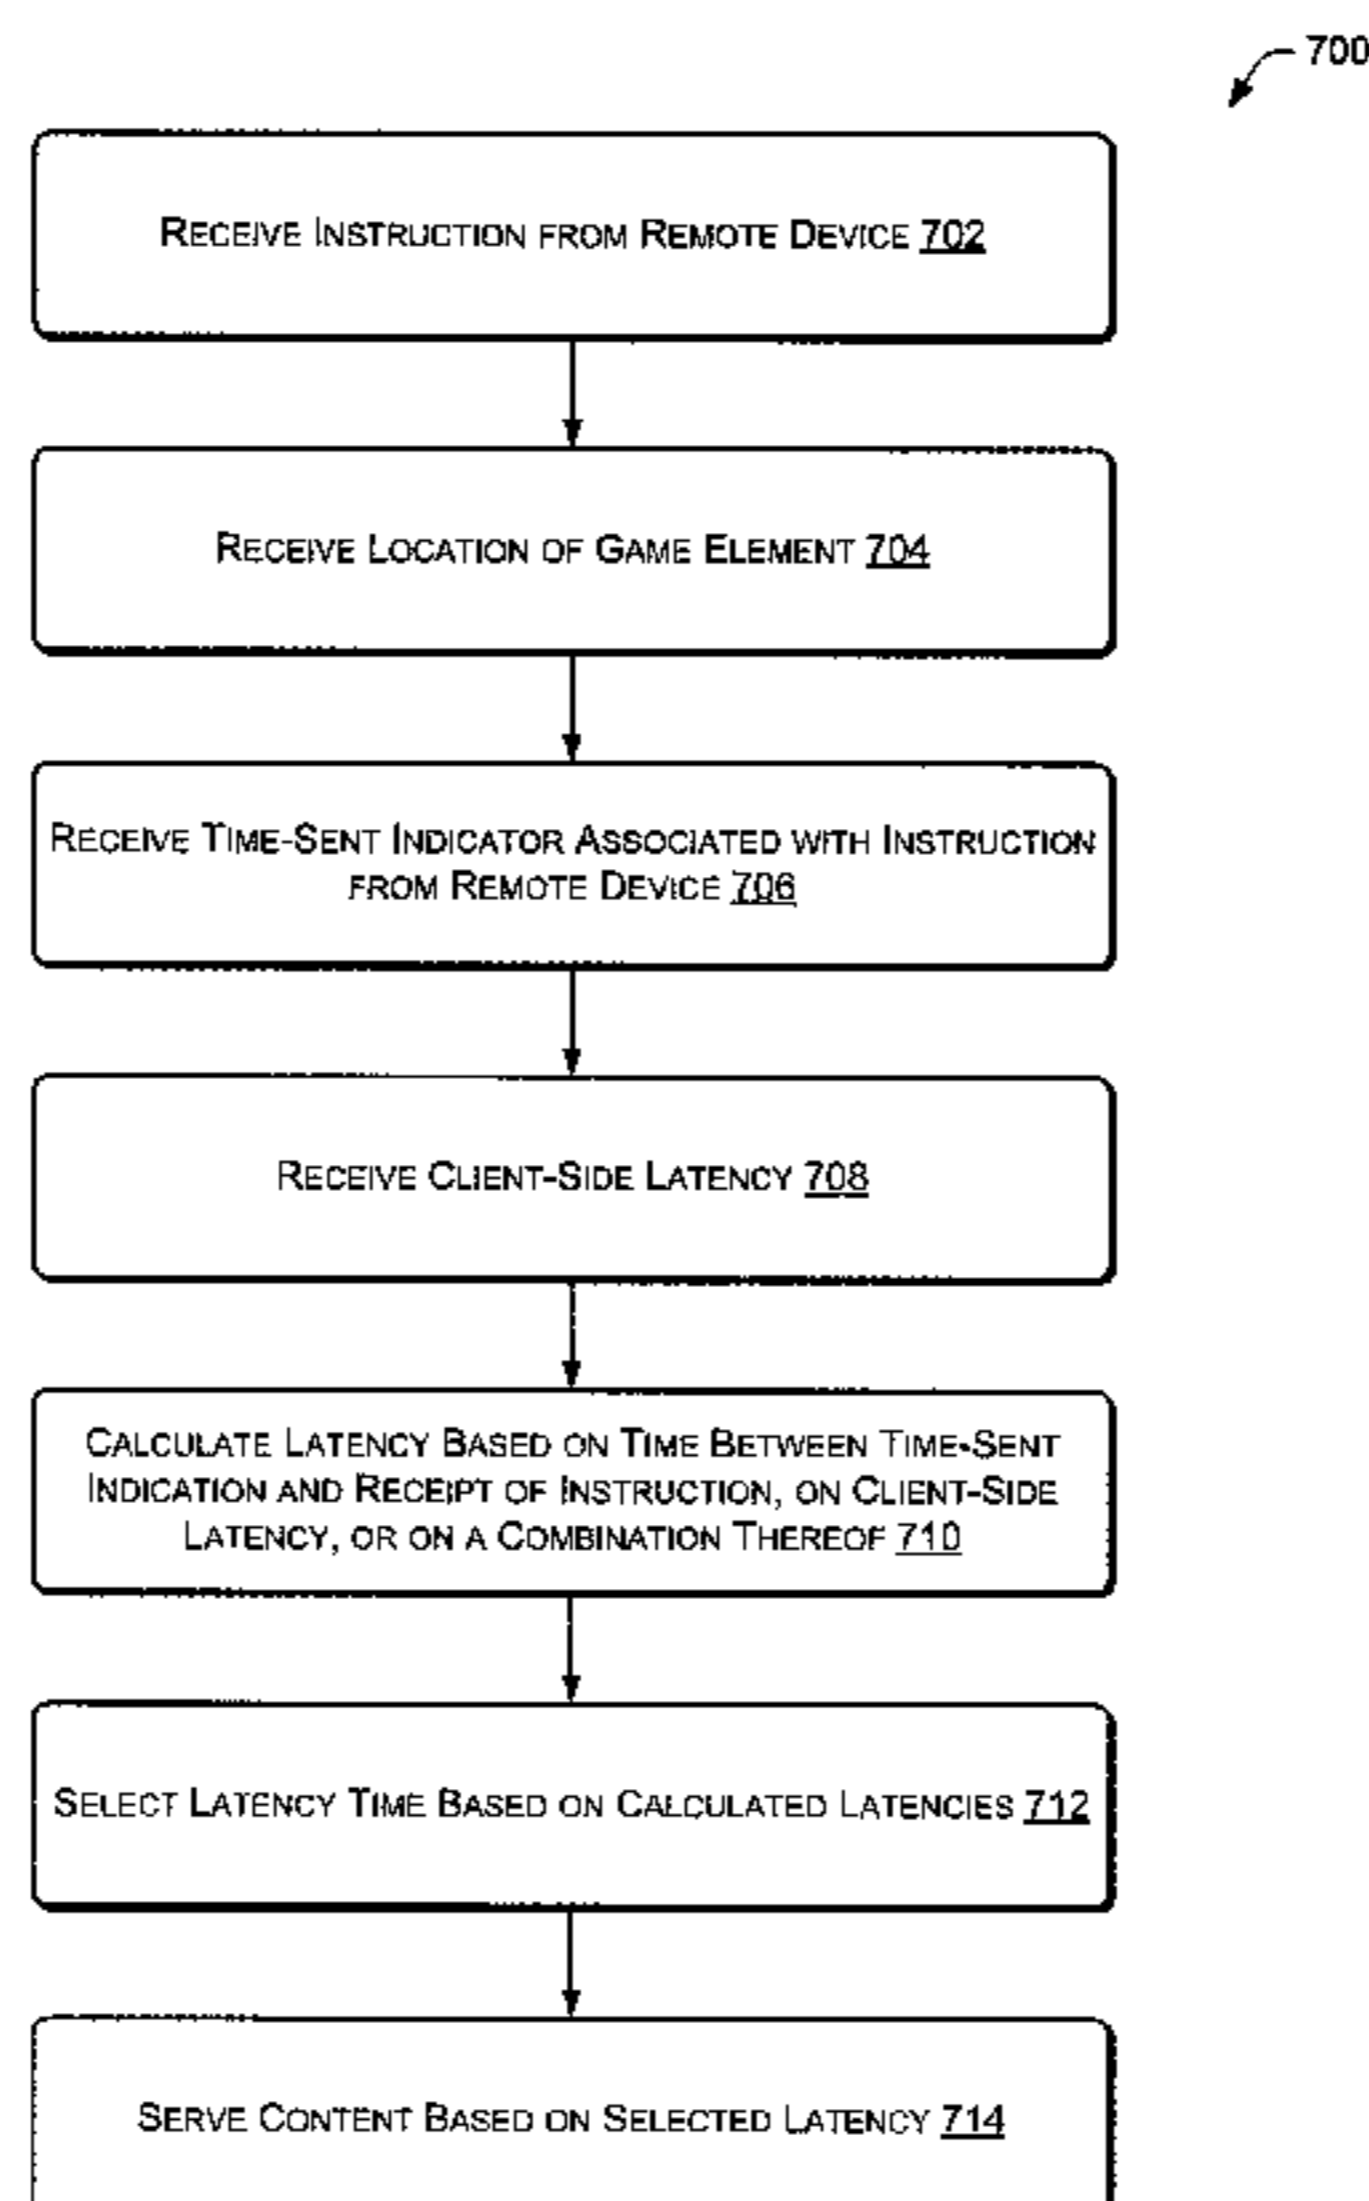 700
RECEIVE INSTRUCTION FROM REMOTE DEVICE 702
RECEIVE LOCATION OF GAME ELEMENT 704
RECEIVE TIME-SENT INDICATOR ASSOCIATED WITH INSTRUCTION
FROM REMOTE DEVICE 706
RECEIVE CLIENT-SIDE LATENCY 708
CALCULATE LATENCY BASED ON TIME BETWEEN TIME-SENT
INDICATION AND RECEIPT OF INSTRUCTION, ON CLIENT-SIDE
LATENCY, OR ON A COMBINATION THEREOF 710
SELECT LATENCY TIME BASED ON CALCULATED LATENCIES 712
SERVE CONTENT BASED ON SELECTED LATENCY 714